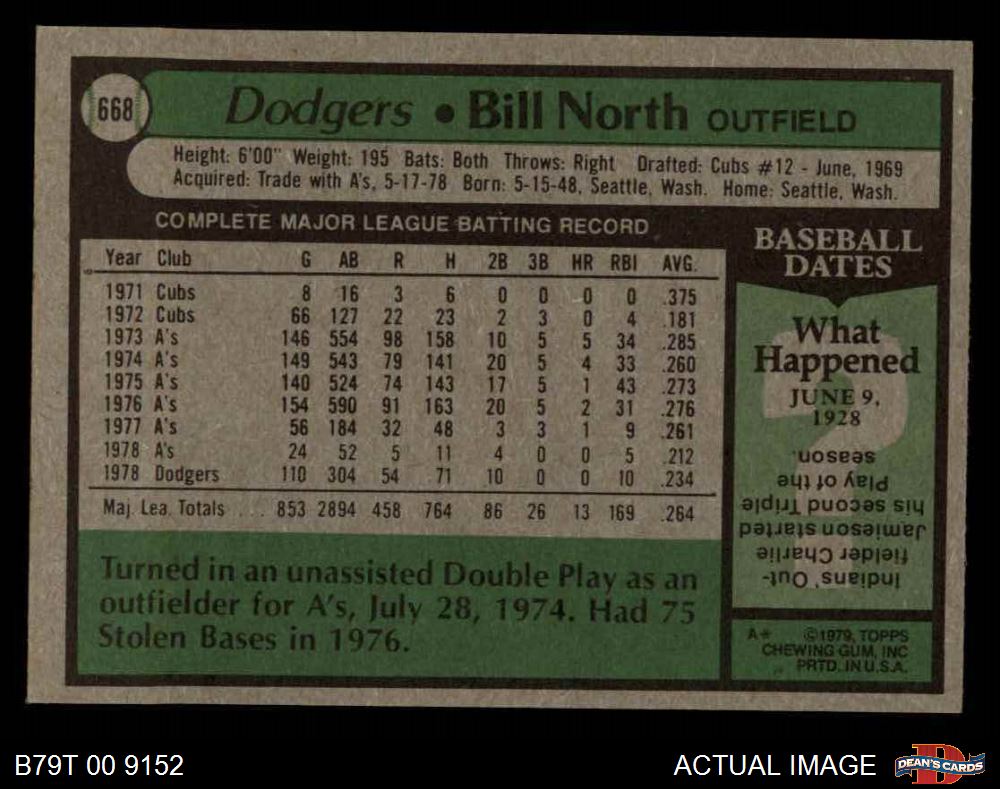 668
Dodgers • Bill North OUTFIELD
Height: 6'00" Weight: 195 Bats: Both Throws: Right Drafted: Cubs #12 - June, 1969
Acquired: Trade with A's, 5-17-78 Born: 5-15-48, Seattle, Wash. Home: Seattle, Wash.
COMPLETE MAJOR LEAGUE BATTING RECORD
Year Club G AB R H 2B 3B HR RBI AVG.
1971 Cubs 8 16 3 6 0 0 0 0 .375
1972 Cubs 66 127 22 23 2 3 0 4 .181
1973 A's 146 554 98 158 10 5 5 34 .285
1974 A's 149 543 79 141 20 5 4 33 .260
1975 A's 140 524 74 143 17 5 1 43 .273
1976 A's 154 590 91 163 20 5 2 31 .276
1977 A's 56 184 32 48 3 3 1 9 .261
1978 A's 24 52 5 11 4 0 0 5 .212
1978 Dodgers 110 304 54 71 10 0 0 10 .234
Maj. Lea. Totals ... 853 2894 458 764 86 26 13 169 .264
Turned in an unassisted Double Play as an
outfielder for A's, July 28, 1974. Had 75
Stolen Bases in 1976.
BASEBALL
DATES
What
Happened
JUNE 9,
1928
Indians' Out-
fielder Charlie
Jamieson started
his second Triple
Play of the
season.
A* ©1979, TOPPS
CHEWING GUM, INC
PRTD. IN U.S.A.
B79T 00 9152
ACTUAL IMAGE
D
DEAN'S CARDS